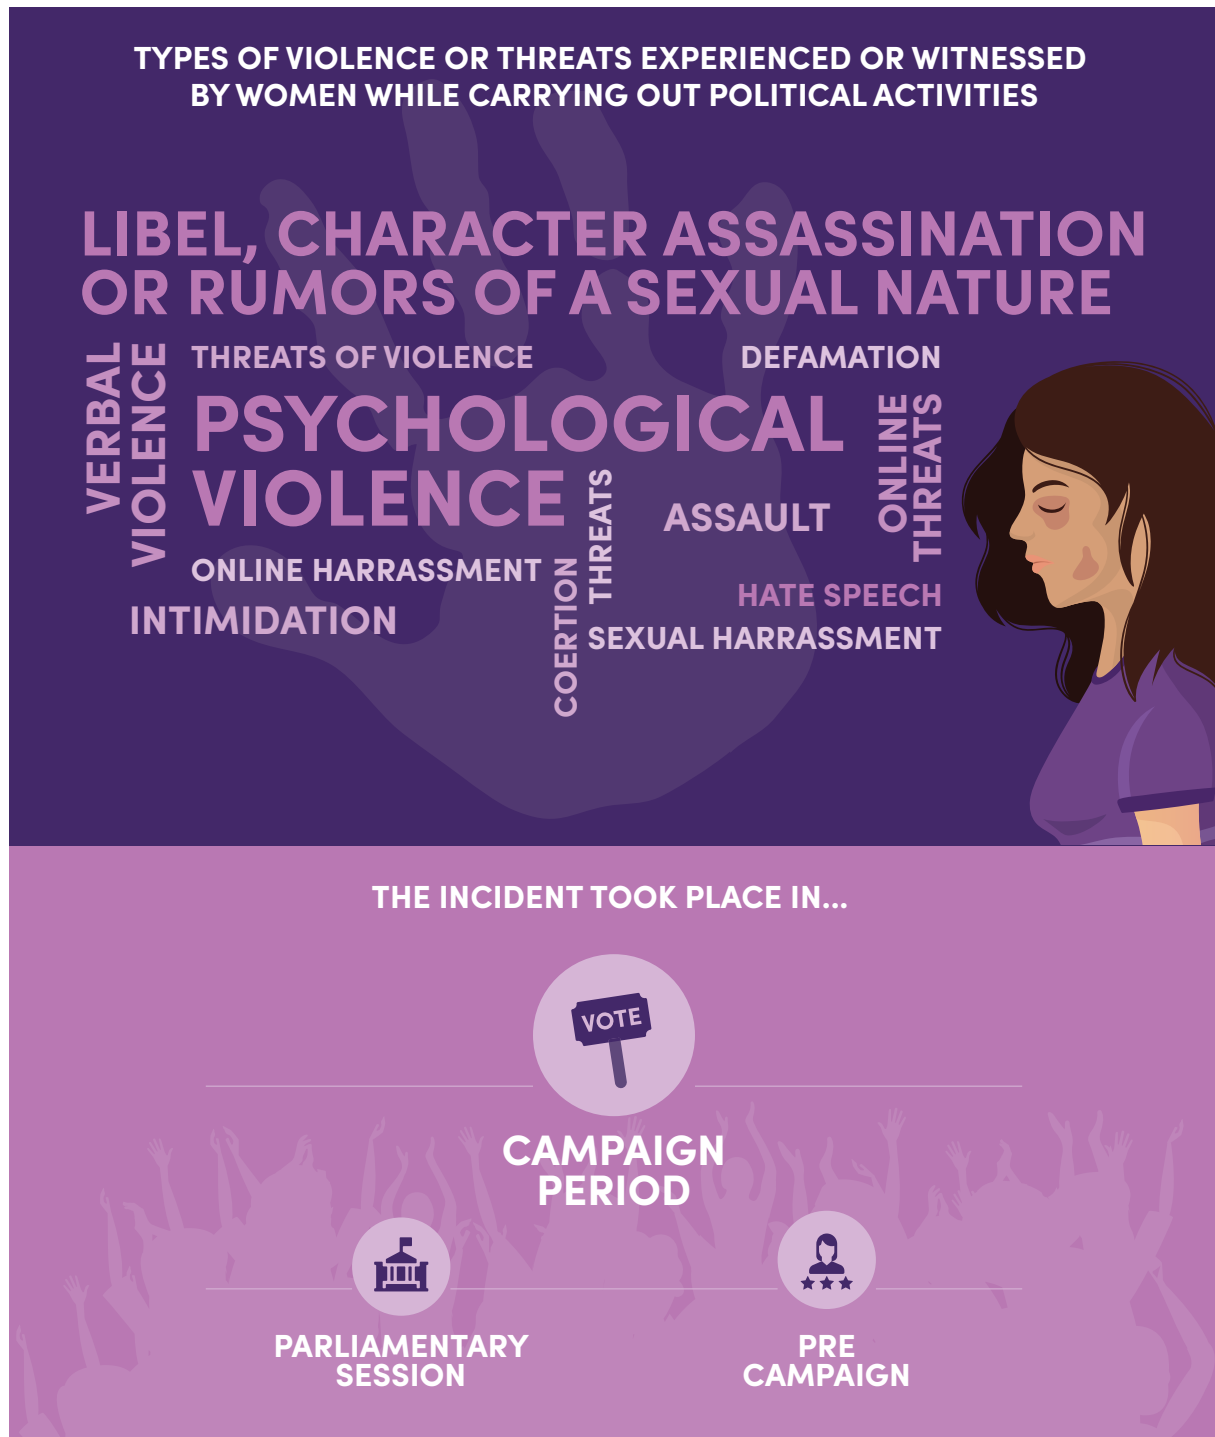 TYPES OF VIOLENCE OR THREATS EXPERIENCED OR WITNESSED
BY WOMEN WHILE CARRYING OUT POLITICAL ACTIVITIES
LIBEL, CHARACTER ASSASSINATION
OR RUMORS OF A SEXUAL NATURE
VERBAL
VIOLENCE
THREATS OF VIOLENCE
DEFAMATION
PSYCHOLOGICAL
VIOLENCE
ONLINE
THREATS
THREATS
ASSAULT
ONLINE HARRASSMENT
COERTION
HATE SPEECH
INTIMIDATION
SEXUAL HARRASSMENT
THE INCIDENT TOOK PLACE IN...
VOTE
CAMPAIGN
PERIOD
PARLIAMENTARY
SESSION
PRE
CAMPAIGN